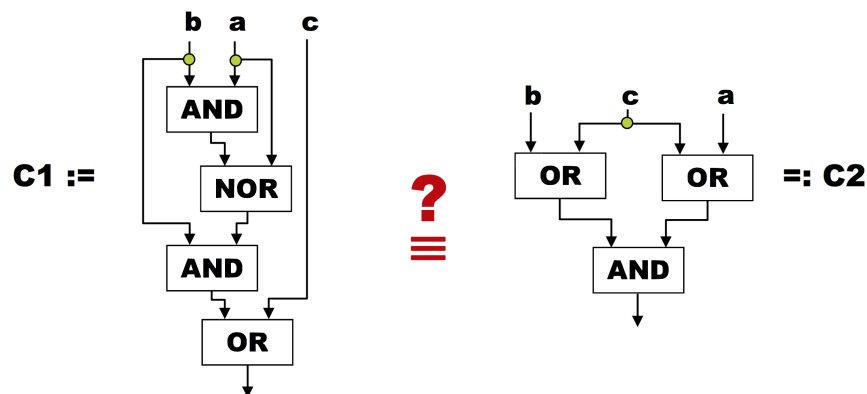 b a c
AND
NOR
AND
OR
C1 :=
?
≡
b c a
OR OR
AND
=: C2